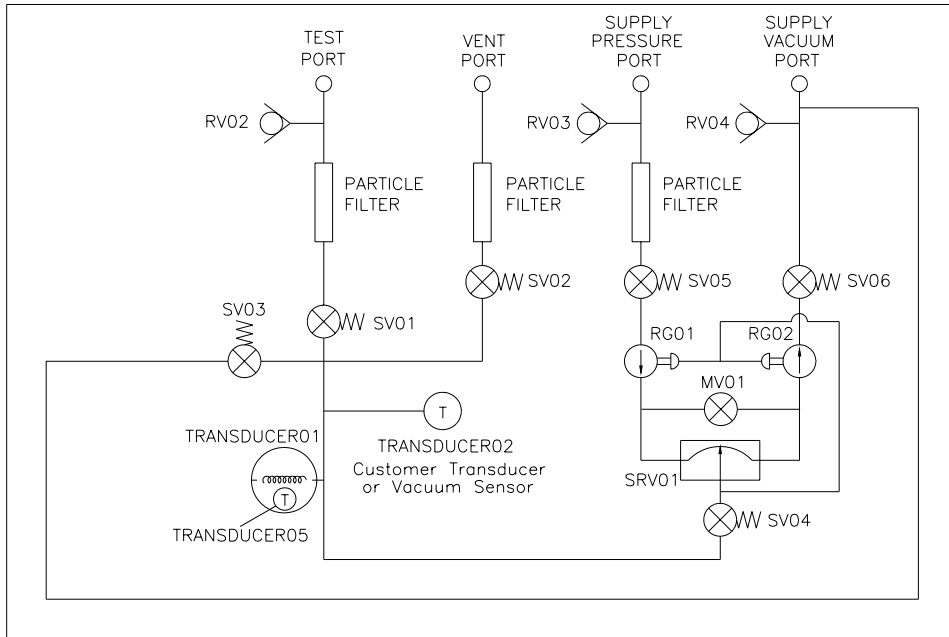 TEST
PORT
VENT
PORT
SUPPLY
PRESSURE
PORT
SUPPLY
VACUUM
PORT
RV02
RV03
RV04
PARTICLE
FILTER
PARTICLE
FILTER
PARTICLE
FILTER
SV03
SV01
SV02
SV05
SV06
RG01
RG02
MV01
TRANSDUCER01
T
TRANSDUCER02
Customer Transducer
or Vacuum Sensor
T
TRANSDUCER05
SRV01
SV04